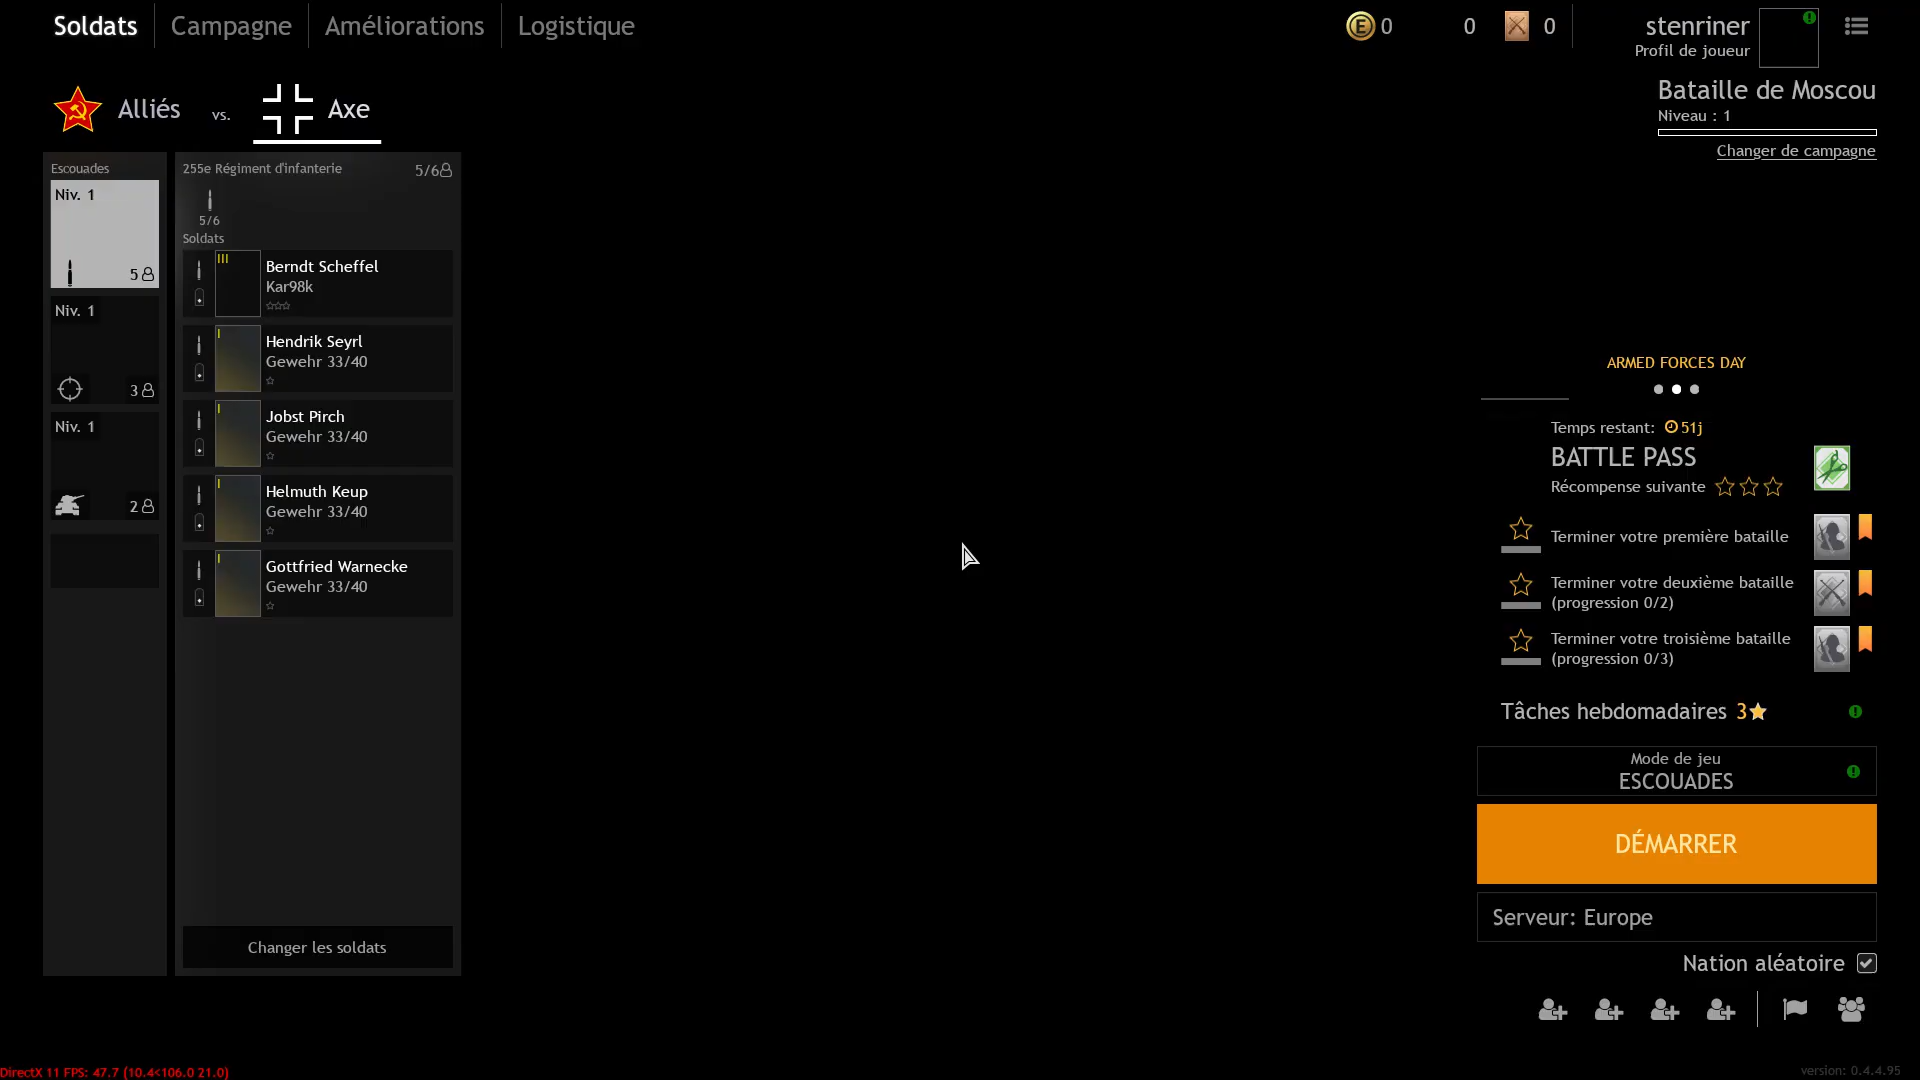 Soldats
Campagne
Améliorations
Logistique
0
0
0
stenriner
Profil de joueur
Alliés
vs.
Axe
Bataille de Moscou
Niveau : 1
Changer de campagne
Escouades
Niv. 1
5
Niv. 1
3
Niv. 1
2
255e Régiment d'infanterie
5/6
5/6
Soldats
III
Berndt Scheffel
Kar98k
I
Hendrik Seyrl
Gewehr 33/40
I
Jobst Pirch
Gewehr 33/40
I
Helmuth Keup
Gewehr 33/40
I
Gottfried Warnecke
Gewehr 33/40
Changer les soldats
ARMED FORCES DAY
Temps restant: 51j
BATTLE PASS
Récompense suivante
Terminer votre première bataille
Terminer votre deuxième bataille
(progression 0/2)
Terminer votre troisième bataille
(progression 0/3)
Tâches hebdomadaires 3
Mode de jeu
ESCOUADES
DÉMARRER
Serveur: Europe
Nation aléatoire
DirectX 11 FPS: 47.7 (10.4<106.0 21.0)
version: 0.4.4.95